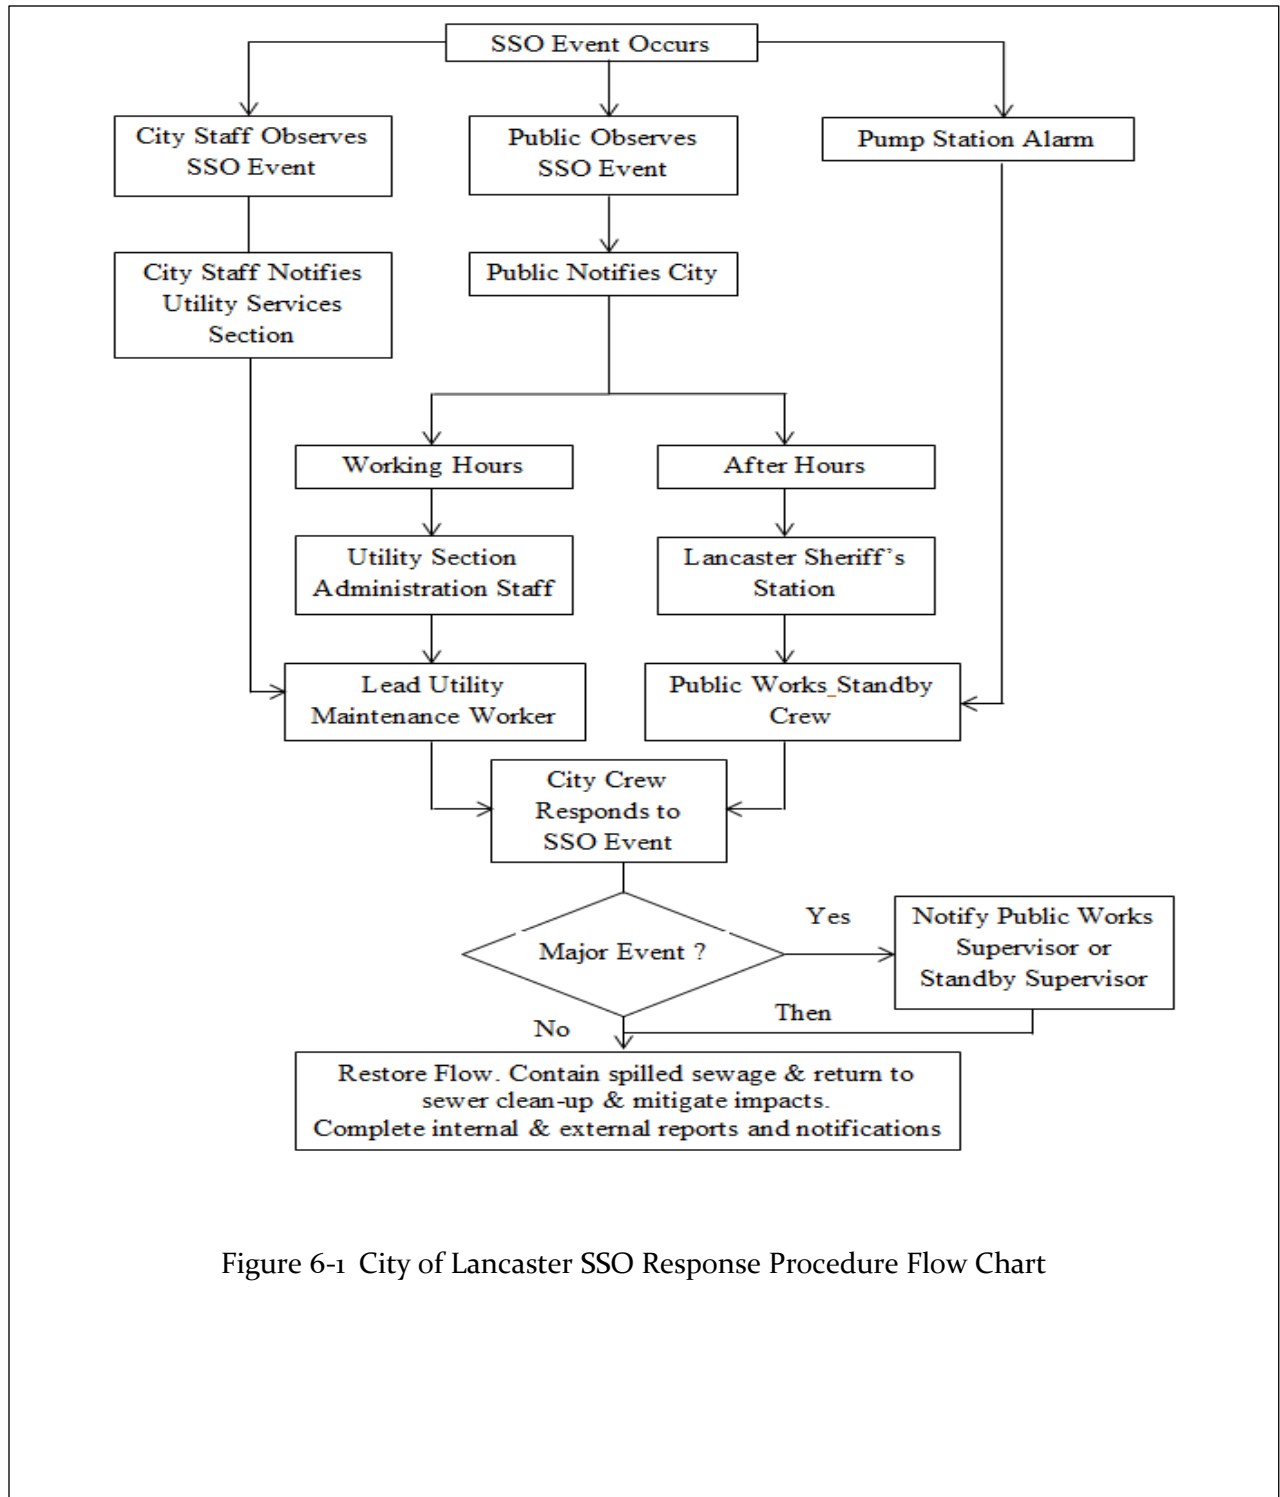 SSO Event Occurs
City Staff Observes
SSO Event
Public Observes
SSO Event
Pump Station Alarm
City Staff Notifies
Utility Services
Section
Public Notifies City
Working Hours
After Hours
Utility Section
Administration Staff
Lancaster Sheriff's
Station
Lead Utility
Maintenance Worker
Public Works_Standby
Crew
City Crew
Responds to
SSO Event
Major Event ?
Yes
Notify Public Works
Supervisor or
Standby Supervisor
Then
No
Restore Flow. Contain spilled sewage & return to
sewer clean-up & mitigate impacts.
Complete internal & external reports and notifications
Figure 6-1 City of Lancaster SSO Response Procedure Flow Chart